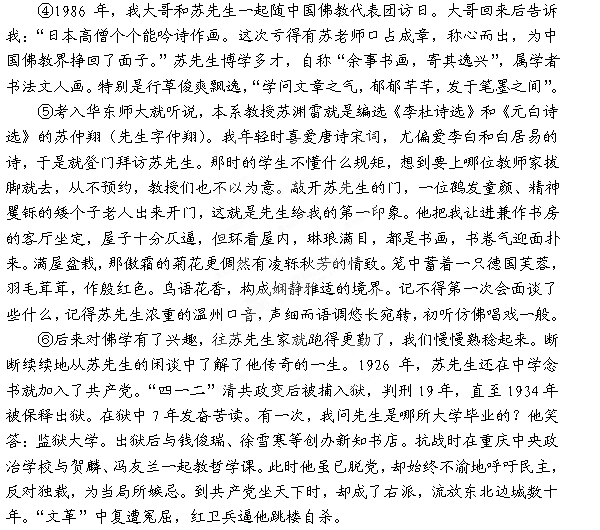 ④1986 年，我大哥和苏先生一起随中国佛教代表团访日。大哥回来后告诉
我：“日本高僧个个能吟诗作画。这次亏得有苏老师口占成章，称心而出，为中
国佛教界挣回了面子。”苏先生博学多才，自称“余事书画，寄其逸兴”，属学者
书法文人画。特别是行草俊爽飘逸，“学问文章之气，郁郁芊芊，发于笔墨之间”。
⑤考入华东师大就听说，本系教授苏渊雷就是编选《李杜诗选》和《元白诗
选》的苏仲翔（先生字仲翔）。我年轻时喜爱唐诗宋词，尤偏爱李白和白居易的
诗，于是就登门拜访苏先生。那时的学生不懂什么规矩，想到要上哪位教师家拔
脚就去，从不预约，教授们也不以为意。敲开苏先生的门，一位鹤发童颜、精神
矍铄的矮个子老人出来开门，这就是先生给我的第一印象。他把我让进兼作书房
的客厅坐定，屋子十分仄逼，但环看屋内，琳琅满目，都是书画，书卷气迎面扑
来。满屋盆栽，那傲霜的菊花更倜然有凌轹秋芳的情致。笼中蓄着一只德国芙蓉，
羽毛茸茸，作殷红色。鸟语花香，构成娴静雅适的境界。记不得第一次会面谈了
些什么，记得苏先生浓重的温州口音，声细而语调悠长宛转，初听仿佛唱戏一般。
⑥后来对佛学有了兴趣，往苏先生家就跑得更勤了，我们慢慢熟稔起来。断
断续续地从苏先生的闲谈中了解了他传奇的一生。1926 年，苏先生还在中学念
书就加入了共产党。“四一二”清共政变后被捕入狱，判刑 19 年，直至 1934 年
被保释出狱。在狱中 7 年发奋苦读。有一次，我问先生是哪所大学毕业的？他笑
答：监狱大学。出狱后与钱俊瑞、徐雪寒等创办新知书店。抗战时在重庆中央政
治学校与贺麟、冯友兰一起教哲学课。此时他虽已脱党，却始终不渝地呼吁民主，
反对独裁，为当局所嫉忌。到共产党坐天下时，却成了右派，流放东北边城数十
年。“文革”中复遭冤屈，红卫兵逼他跳楼自杀。